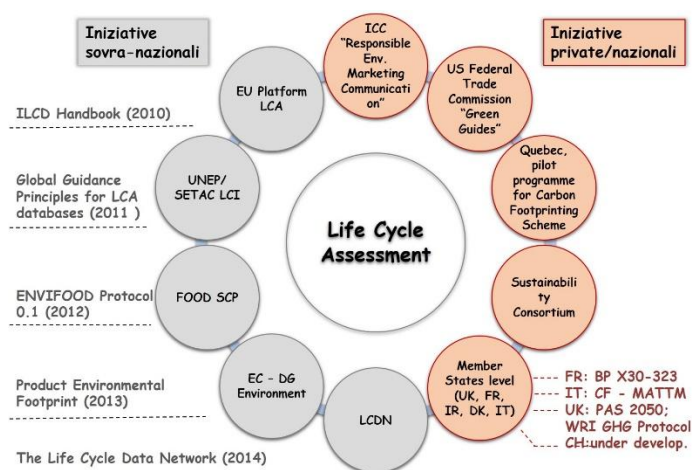 Iniziative
sovra-nazionali
Iniziative
private/nazionali
ICC
"Responsible
Env.
Marketing
Communicati
on"
US Federal
Trade
Commission
"Green
Guides"
Quebec,
pilot
programme
for Carbon
Footprinting
Scheme
Sustainabili
ty
Consortium
Member
States level
(UK, FR,
IR, DK, IT)
FR: BP X30-323
IT: CF - MATTM
UK: PAS 2050;
WRI GHG Protocol
CH:under develop.
LCDN
EC - DG
Environment
FOOD SCP
UNEP/
SETAC LCI
EU Platform
LCA
Life Cycle
Assessment
ILCD Handbook (2010)
Global Guidance
Principles for LCA
databases (2011 )
ENVIFOOD Protocol
0.1 (2012)
Product Environmental
Footprint (2013)
The Life Cycle Data Network (2014)